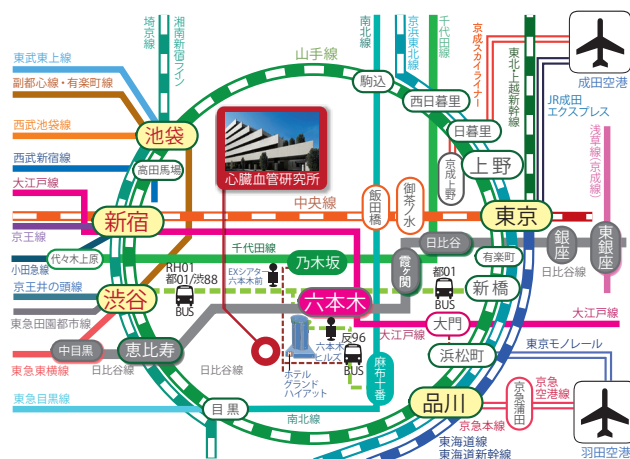 埼京線
湘南新宿ライン
山手線
南北線
京浜東北線
千代田線
京成スカイライナー
東北・上越新幹線
成田空港
JR成田
エクスプレス
浅草線(京成線)
東武東上線
副都心線・有楽町線
西武池袋線
西武新宿線
大江戸線
京王線
小田急線
京王井の頭線
東急田園都市線
東急東横線
東急目黒線
池袋
高田馬場
新宿
代々木上原
渋谷
中目黒
恵比寿
目黒
駒込
西日暮里
日暮里
京成上野
上野
心臓血管研究所
中央線
飯田橋
御茶ノ水
東京
千代田線
乃木坂
霞ヶ関
日比谷
有楽町
銀座
東銀座
日比谷線
RH01
都01/渋88
BUS
EXシアター
六本木前
六本木
都01
BUS
新橋
大江戸線
大江戸線
大門
浜松町
六本木
ヒルズ
反96
BUS
ホテル
グランド
ハイアット
麻布十番
日比谷線
日比谷線
南北線
東京モノレール
品川
京急蒲田
京急
空港線
京急本線
東海道線
東海道新幹線
羽田空港